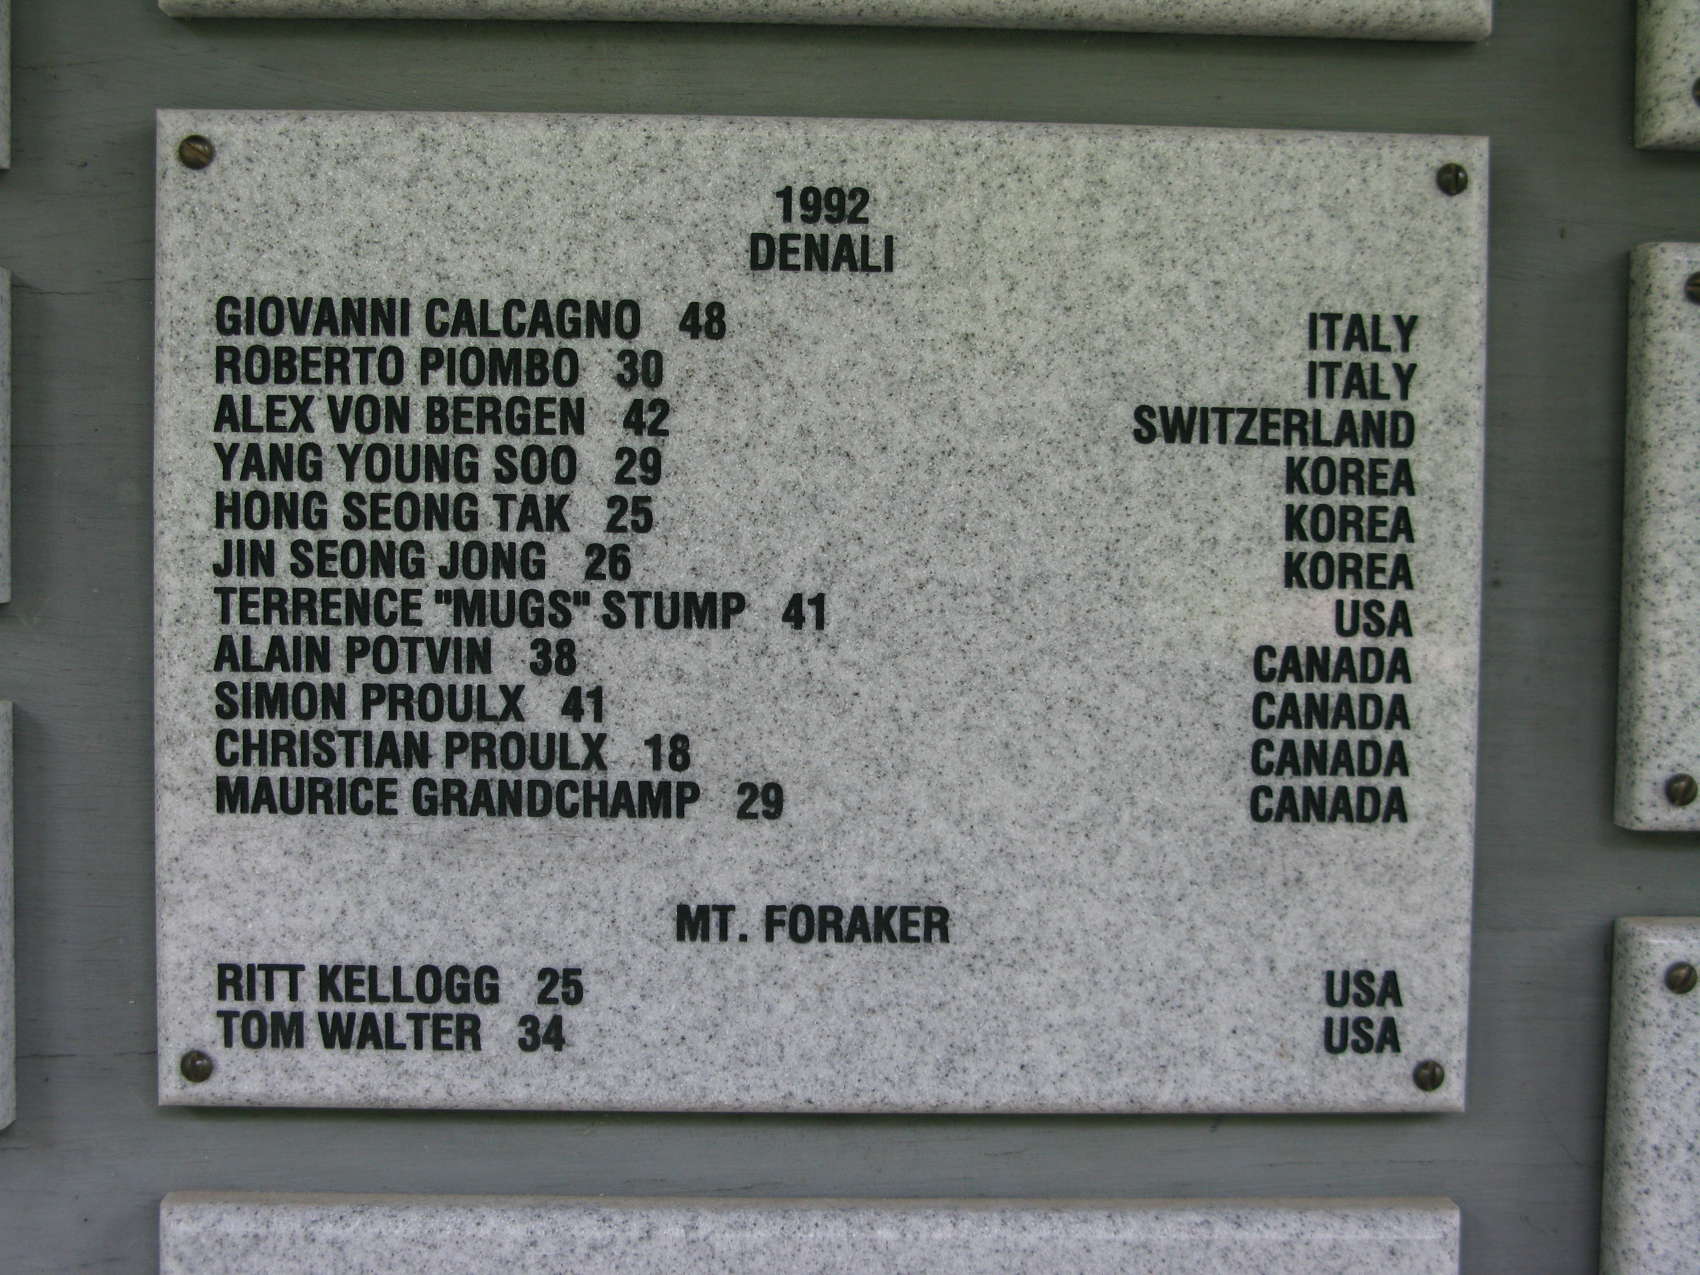 1992
DENALI
GIOVANNI CALCAGNO 48 ITALY
ROBERTO PIOMBO 30 ITALY
ALEX VON BERGEN 42 SWITZERLAND
YANG YOUNG SOO 29 KOREA
HONG SEONG TAK 25 KOREA
JIN SEONG JONG 26 KOREA
TERRENCE "MUGS" STUMP 41 USA
ALAIN POTVIN 38 CANADA
SIMON PROULX 41 CANADA
CHRISTIAN PROULX 18 CANADA
MAURICE GRANDCHAMP 29 CANADA
MT. FORAKER
RITT KELLOGG 25 USA
TOM WALTER 34 USA